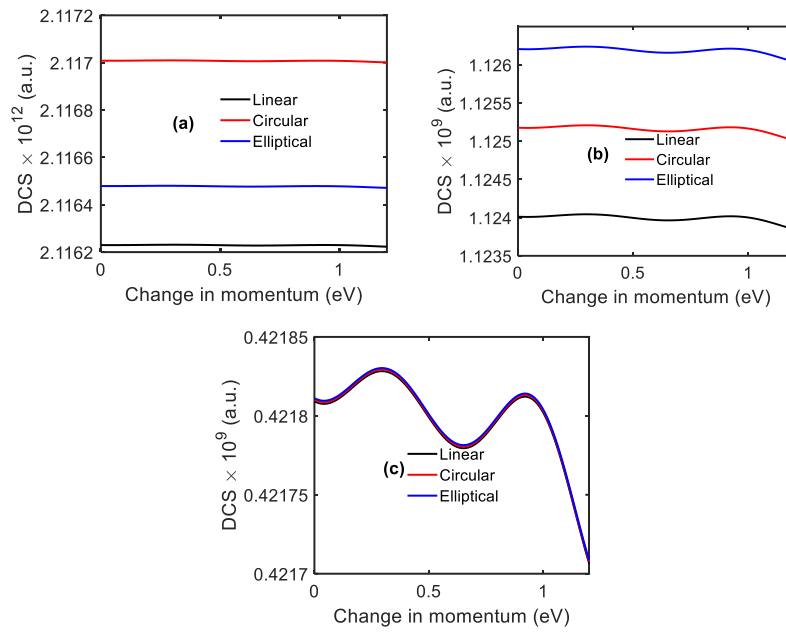 2.1172
2.117
2.1168
2.1166
2.1164
2.1162
DCS × 10^12 (a.u.)
(a)
Linear
Circular
Elliptical
0 0.5 1
Change in momentum (eV)
1.126
1.1255
1.125
1.1245
1.124
1.1235
DCS × 10^9 (a.u.)
(b)
Linear
Circular
Elliptical
0 0.5 1
Change in momentum (eV)
0.42185
0.4218
0.42175
0.4217
DCS × 10^9 (a.u.)
(c)
Linear
Circular
Elliptical
0 0.5 1
Change in momentum (eV)